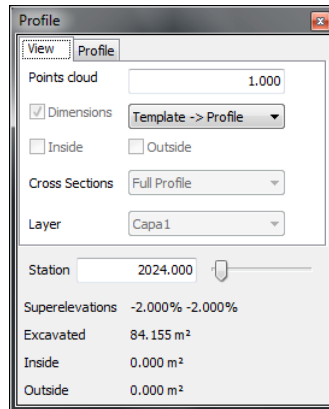 Profile
View Profile
Points cloud 1.000
Dimensions Template -> Profile
Inside Outside
Cross Sections Full Profile
Layer Capa1
Station 2024.000
Superelevations -2.000% -2.000%
Excavated 84.155 m²
Inside 0.000 m²
Outside 0.000 m²